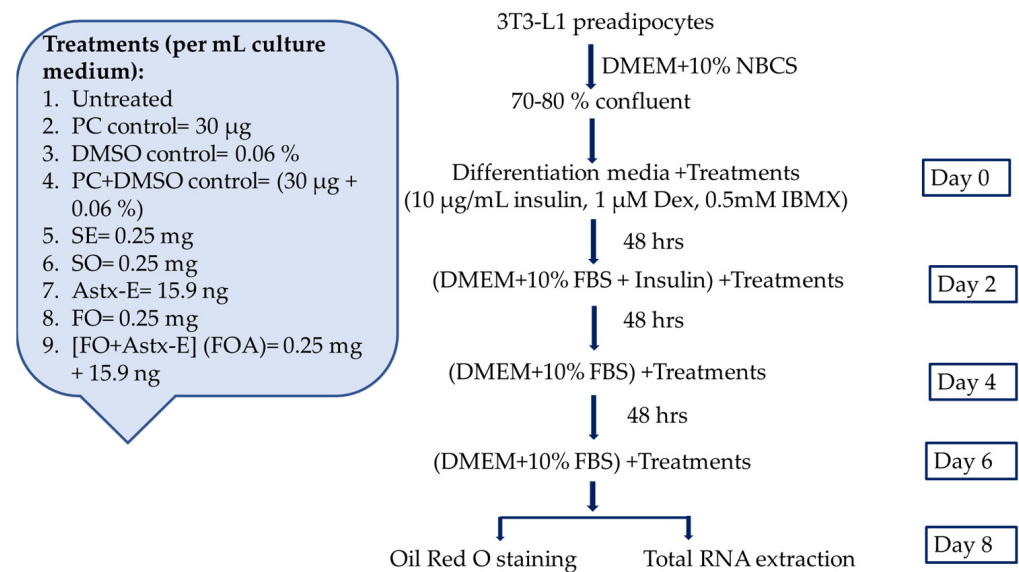 Treatments (per mL culture
medium):
1. Untreated
2. PC control= 30 µg
3. DMSO control= 0.06 %
4. PC+DMSO control= (30 µg +
0.06 %)
5. SE= 0.25 mg
6. SO= 0.25 mg
7. Astx-E= 15.9 ng
8. FO= 0.25 mg
9. [FO+Astx-E] (FOA)= 0.25 mg
+ 15.9 ng
3T3-L1 preadipocytes
DMEM+10% NBCS
70-80 % confluent
Differentiation media +Treatments
(10 µg/mL insulin, 1 µM Dex, 0.5mM IBMX)
Day 0
48 hrs
(DMEM+10% FBS + Insulin) +Treatments
Day 2
48 hrs
(DMEM+10% FBS) +Treatments
Day 4
48 hrs
(DMEM+10% FBS) +Treatments
Day 6
Oil Red O staining
Total RNA extraction
Day 8